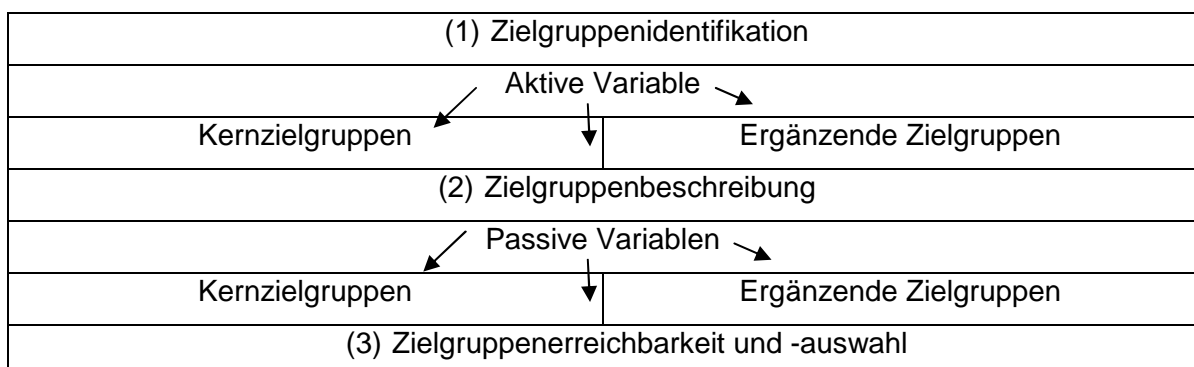 (1) Zielgruppenidentifikation
Aktive Variable
Kernzielgruppen Ergänzende Zielgruppen
(2) Zielgruppenbeschreibung
Passive Variablen
Kernzielgruppen Ergänzende Zielgruppen
(3) Zielgruppenerreichbarkeit und -auswahl